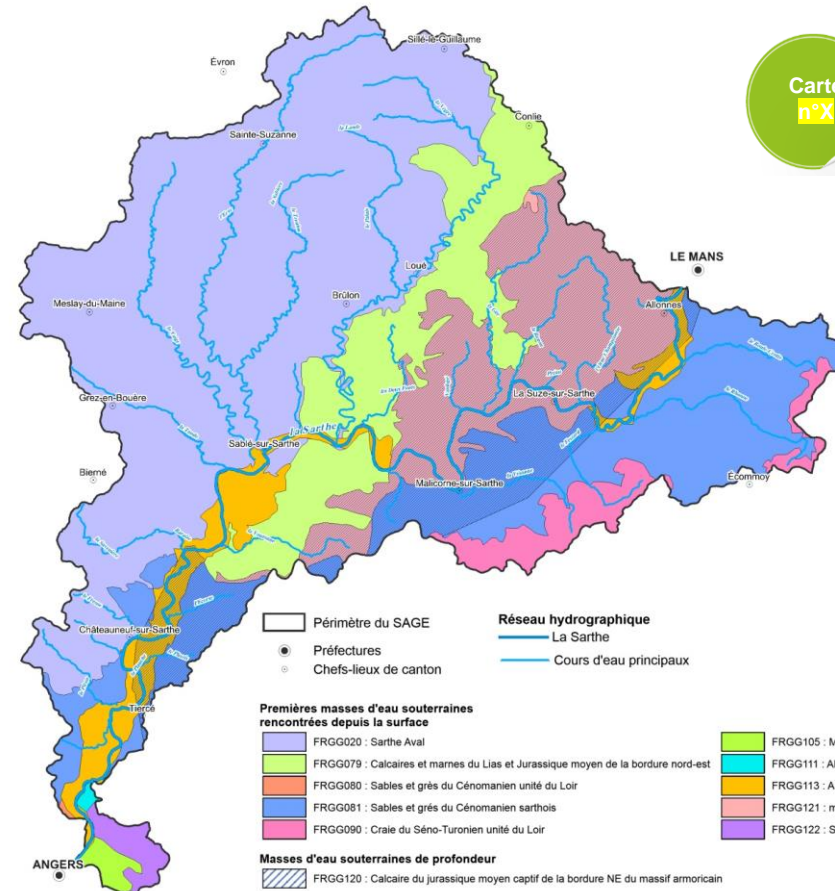 Carte
n°X
Sillé-le-Guillaume
Évron
Conlie
Sainte-Suzanne
LE MANS
Loué
Allonnes
Meslay-du-Maine
Brûlon
La Suze-sur-Sarthe
Grez-en-Bouère
La Sarthe
Sablé-sur-Sarthe
Bierné
Malicorne-sur-Sarthe
Écommoy
Châteauneuf-sur-Sarthe
Tiercé
ANGERS
Périmètre du SAGE
Préfectures
Chefs-lieux de canton
Réseau hydrographique
La Sarthe
Cours d'eau principaux
Premières masses d'eau souterraines
rencontrées depuis la surface
FRGG020 : Sarthe Aval
FRGG079 : Calcaires et marnes du Lias et Jurassique moyen de la bordure nord-est
FRGG080 : Sables et grès du Cénomanien unité du Loir
FRGG081 : Sables et grés du Cénomanien sarthois
FRGG090 : Craie du Séno-Turonien unité du Loir
FRGG105 : M
FRGG111 : Al
FRGG113 : A
FRGG121 : m
FRGG122 : S
Masses d'eau souterraines de profondeur
FRGG120 : Calcaire du jurassique moyen captif de la bordure NE du massif armoricain